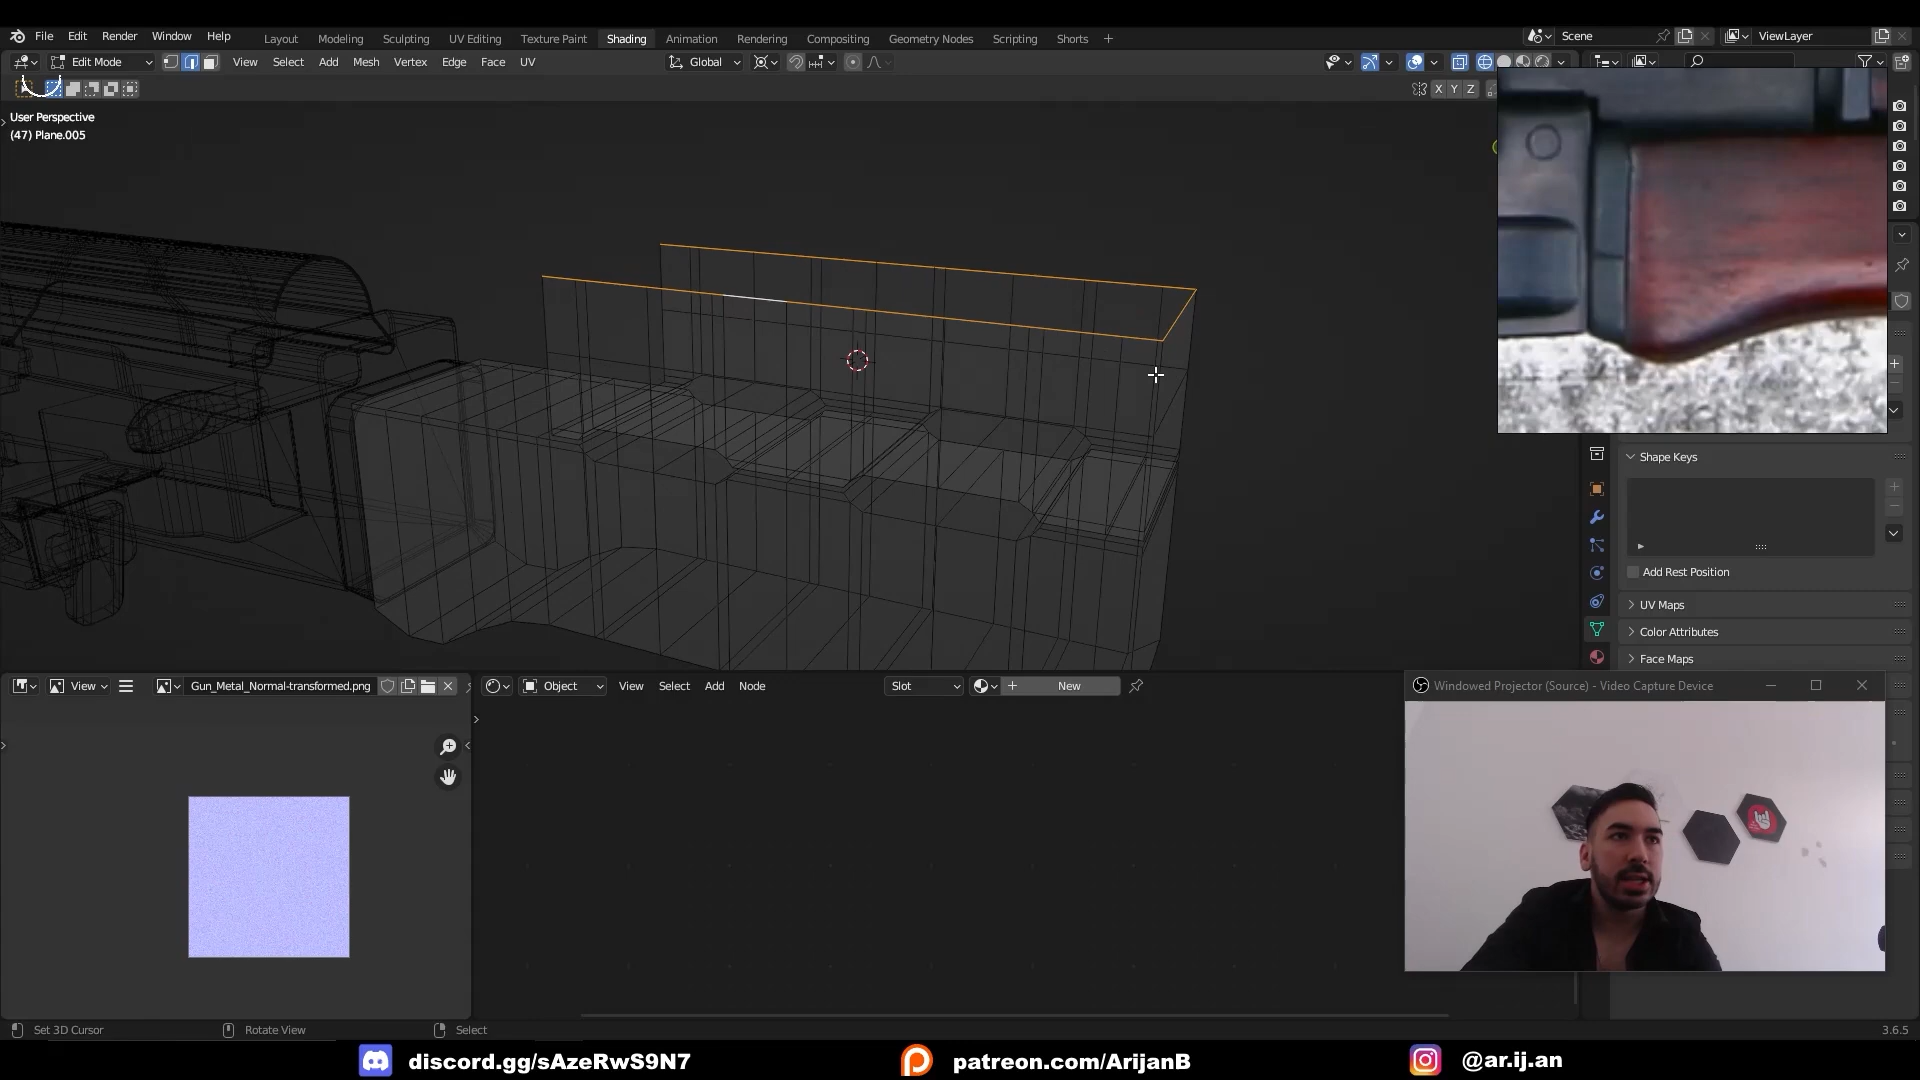 File Edit Render Window Help Layout Modeling Sculpting UV Editing Texture Paint Shading Animation Rendering Compositing Geometry Nodes Scripting Shorts + Scene ViewLayer
Edit Mode View Select Add Mesh Vertex Edge Face UV Global
X Y Z
User Perspective
(47) Plane.005
Shape Keys
Add Rest Position
UV Maps
Color Attributes
Face Maps
View Gun_Metal_Normal-transformed.png Object View Select Add Node Slot New
Windowed Projector (Source) - Video Capture Device
Set 3D Cursor Rotate View Select 3.6.5
discord.gg/sAzeRwS9N7 patreon.com/ArijanB @ar.ij.an